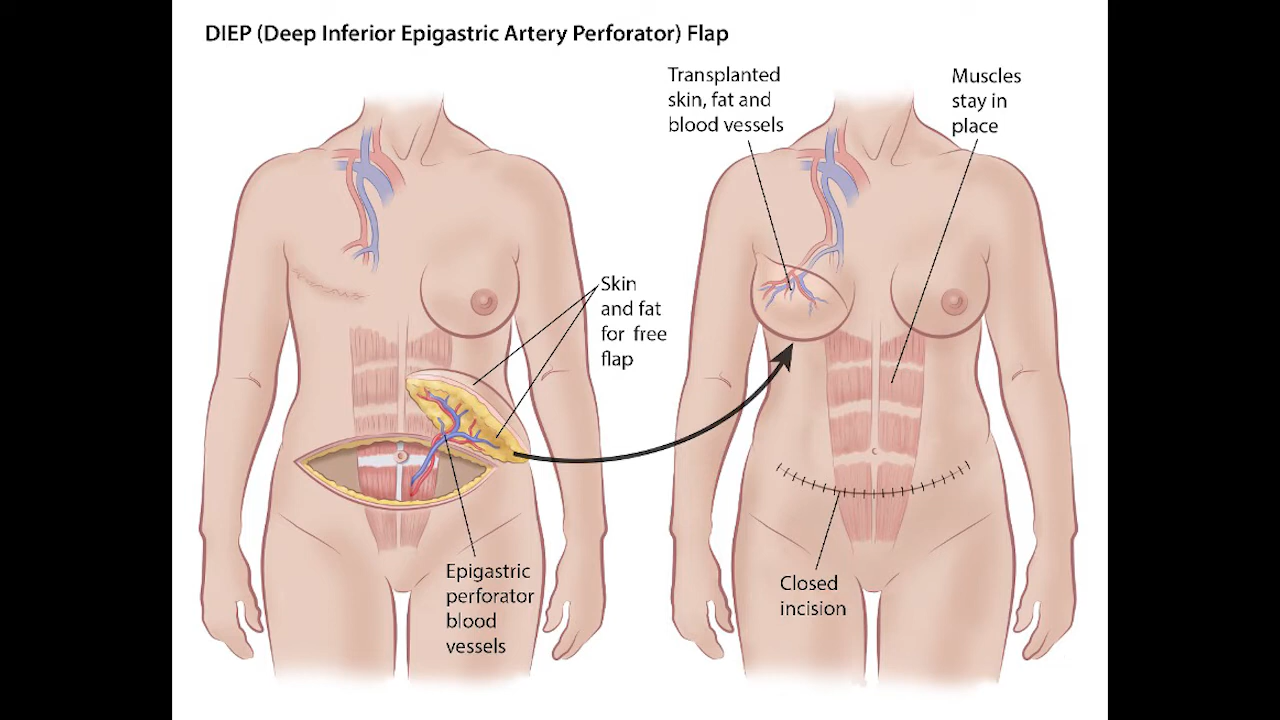 DIEP (Deep Inferior Epigastric Artery Perforator) Flap
Transplanted
skin, fat and
blood vessels
Muscles
stay in
place
Skin
and fat
for free
flap
Epigastric
perforator
blood
vessels
Closed
incision